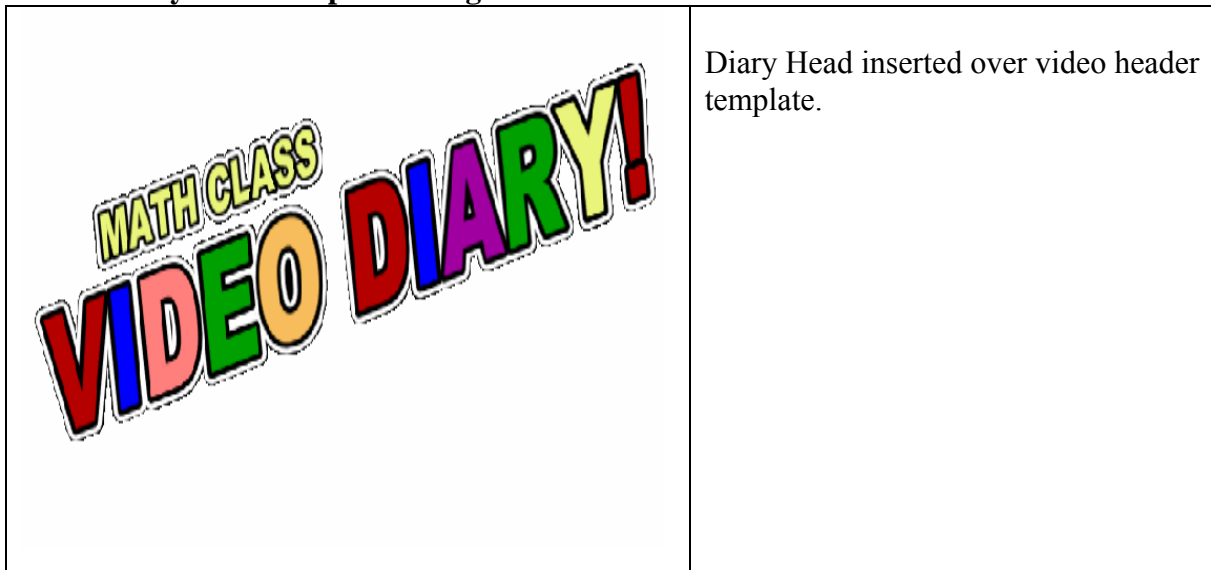 MATH CLASS
VIDEO DIARY!
Diary Head inserted over video header
template.